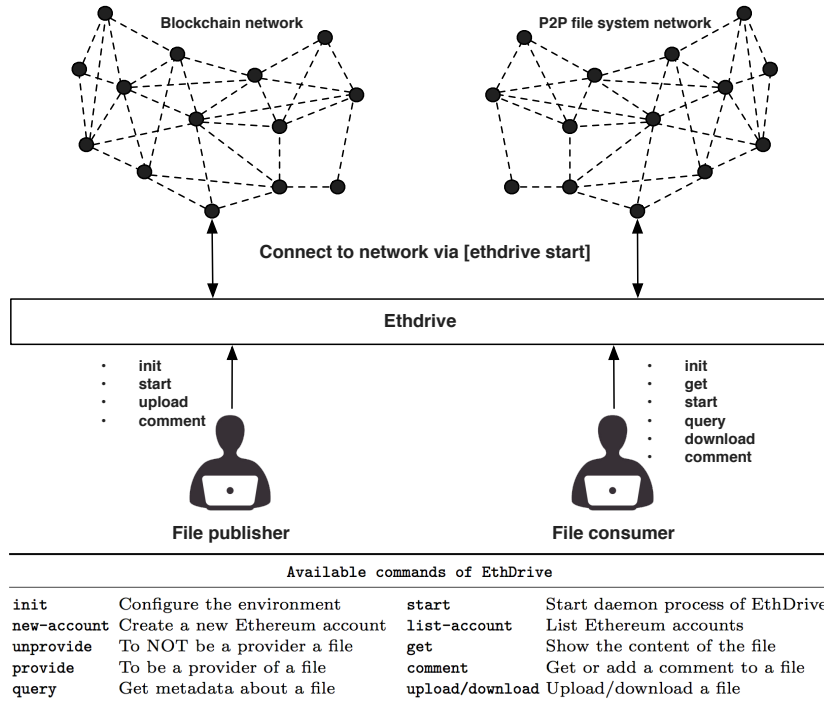 Blockchain network
P2P file system network
Connect to network via [ethdrive start]
Ethdrive
• init
• start
• upload
• comment
• init
• get
• start
• query
• download
• comment
File publisher
File consumer
Available commands of EthDrive
init Configure the environment start Start daemon process of EthDrive
new-account Create a new Ethereum account list-account List Ethereum accounts
unprovide To NOT be a provider a file get Show the content of the file
provide To be a provider of a file comment Get or add a comment to a file
query Get metadata about a file upload/download Upload/download a file